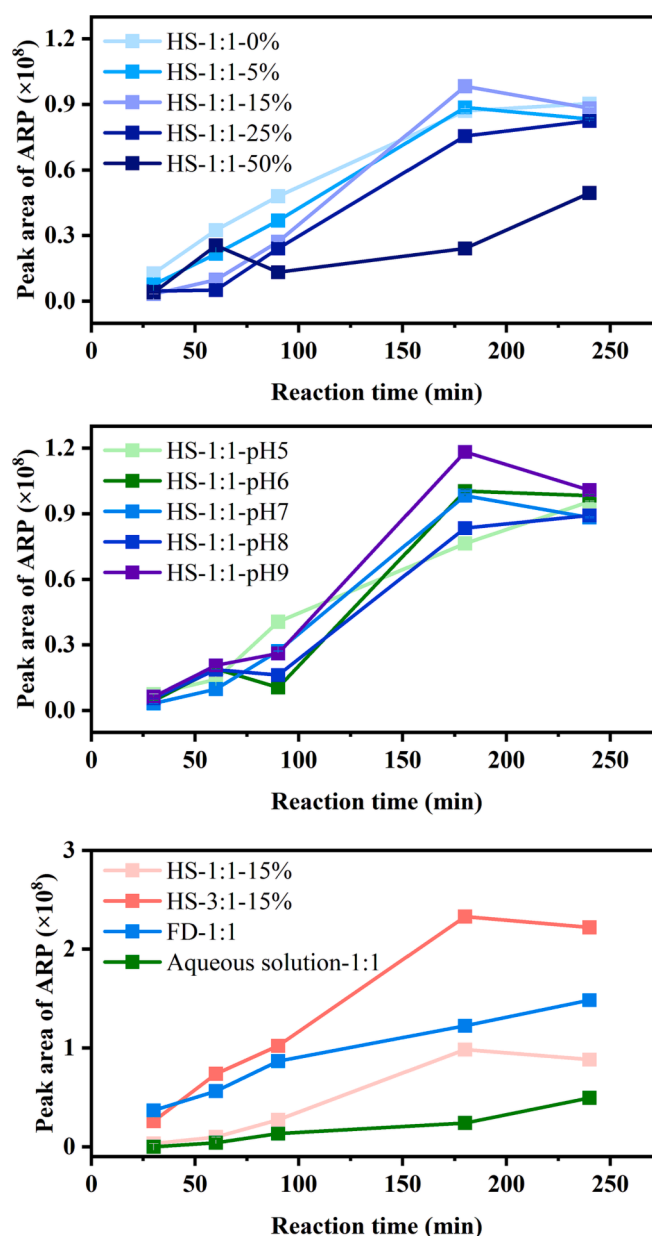 Peak area of ARP (×10⁸)
1.2
0.9
0.6
0.3
0.0
HS-1:1-0%
HS-1:1-5%
HS-1:1-15%
HS-1:1-25%
HS-1:1-50%
0 50 100 150 200 250
Reaction time (min)
Peak area of ARP (×10⁸)
1.2
0.9
0.6
0.3
0.0
HS-1:1-pH5
HS-1:1-pH6
HS-1:1-pH7
HS-1:1-pH8
HS-1:1-pH9
0 50 100 150 200 250
Reaction time (min)
Peak area of ARP (×10⁸)
3
2
1
0
HS-1:1-15%
HS-3:1-15%
FD-1:1
Aqueous solution-1:1
0 50 100 150 200 250
Reaction time (min)